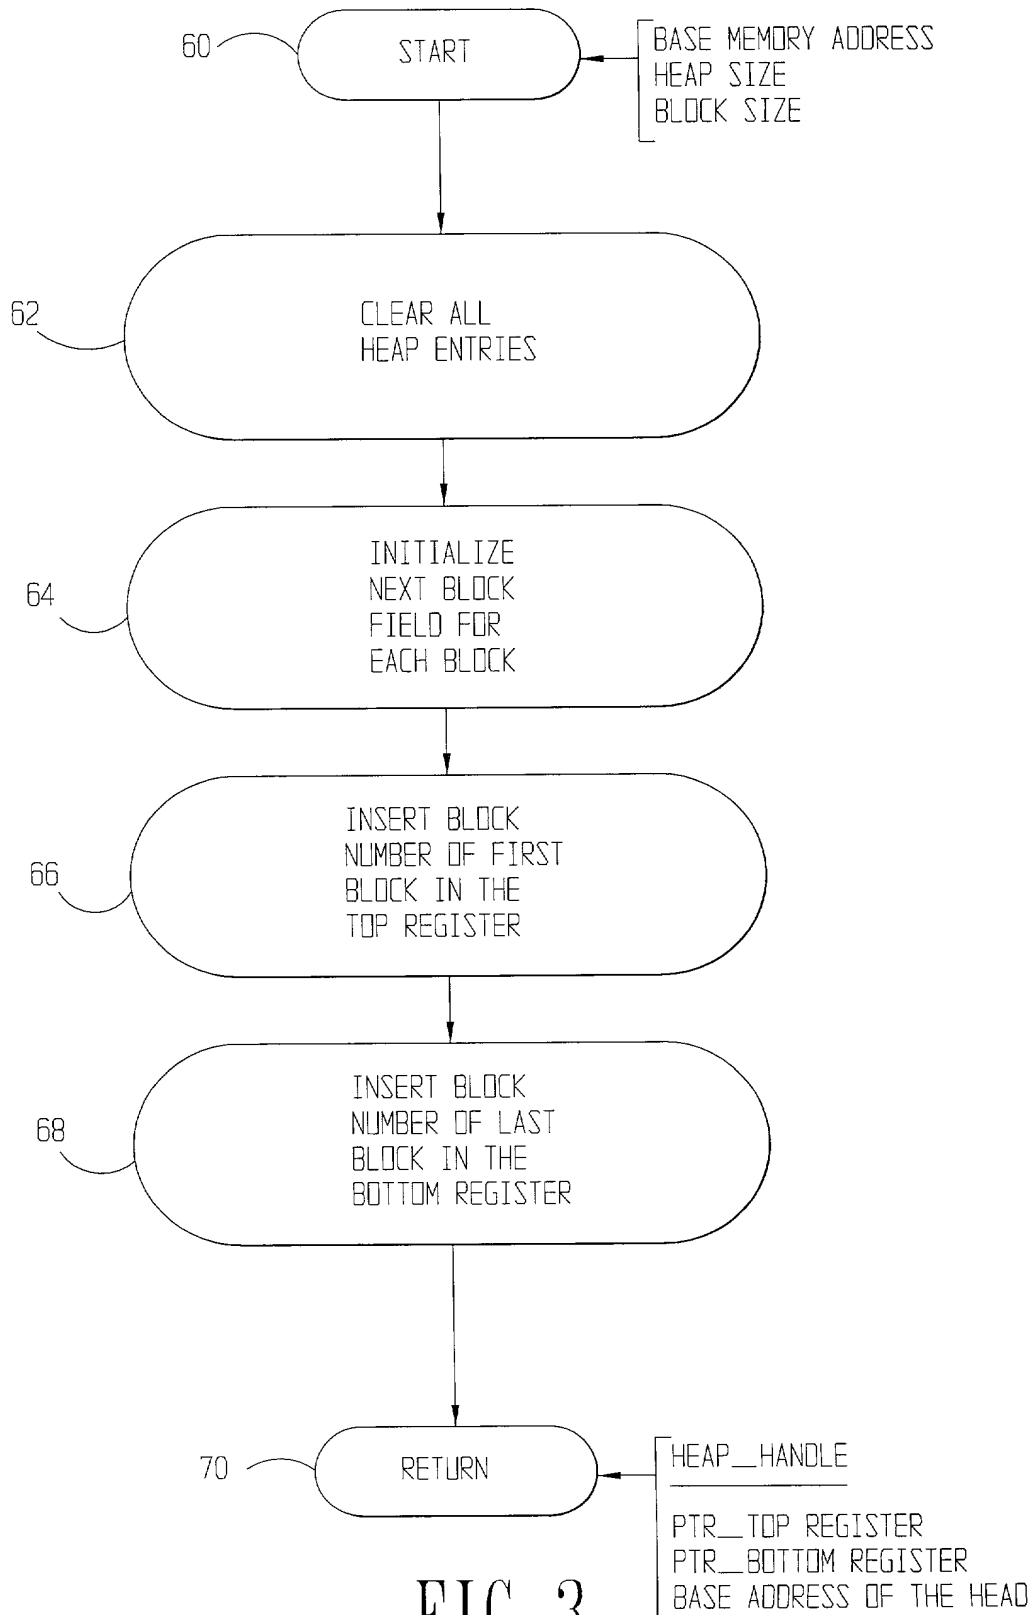 60
START
BASE MEMORY ADDRESS
HEAP SIZE
BLOCK SIZE
62
CLEAR ALL
HEAP ENTRIES
64
INITIALIZE
NEXT BLOCK
FIELD FOR
EACH BLOCK
66
INSERT BLOCK
NUMBER OF FIRST
BLOCK IN THE
TOP REGISTER
68
INSERT BLOCK
NUMBER OF LAST
BLOCK IN THE
BOTTOM REGISTER
70
RETURN
HEAP_HANDLE
PTR_TOP REGISTER
PTR_BOTTOM REGISTER
BASE ADDRESS OF THE HEAD
FIG. 3